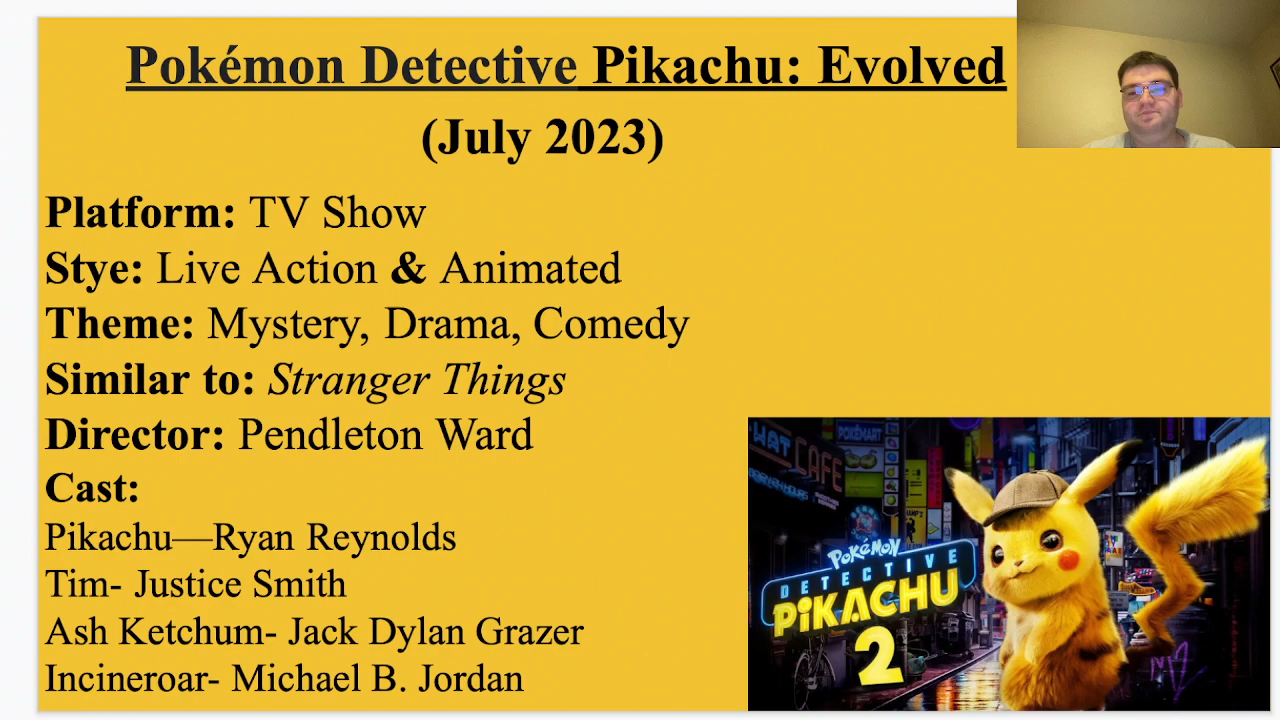 Pokémon Detective Pikachu: Evolved
(July 2023)
Platform: TV Show
Stye: Live Action & Animated
Theme: Mystery, Drama, Comedy
Similar to: Stranger Things
Director: Pendleton Ward
Cast:
Pikachu—Ryan Reynolds
Tim- Justice Smith
Ash Ketchum- Jack Dylan Grazer
Incineroar- Michael B. Jordan
HAT CAFE
POKÉMART
POKÉMON
DETECTIVE
PIKACHU
2